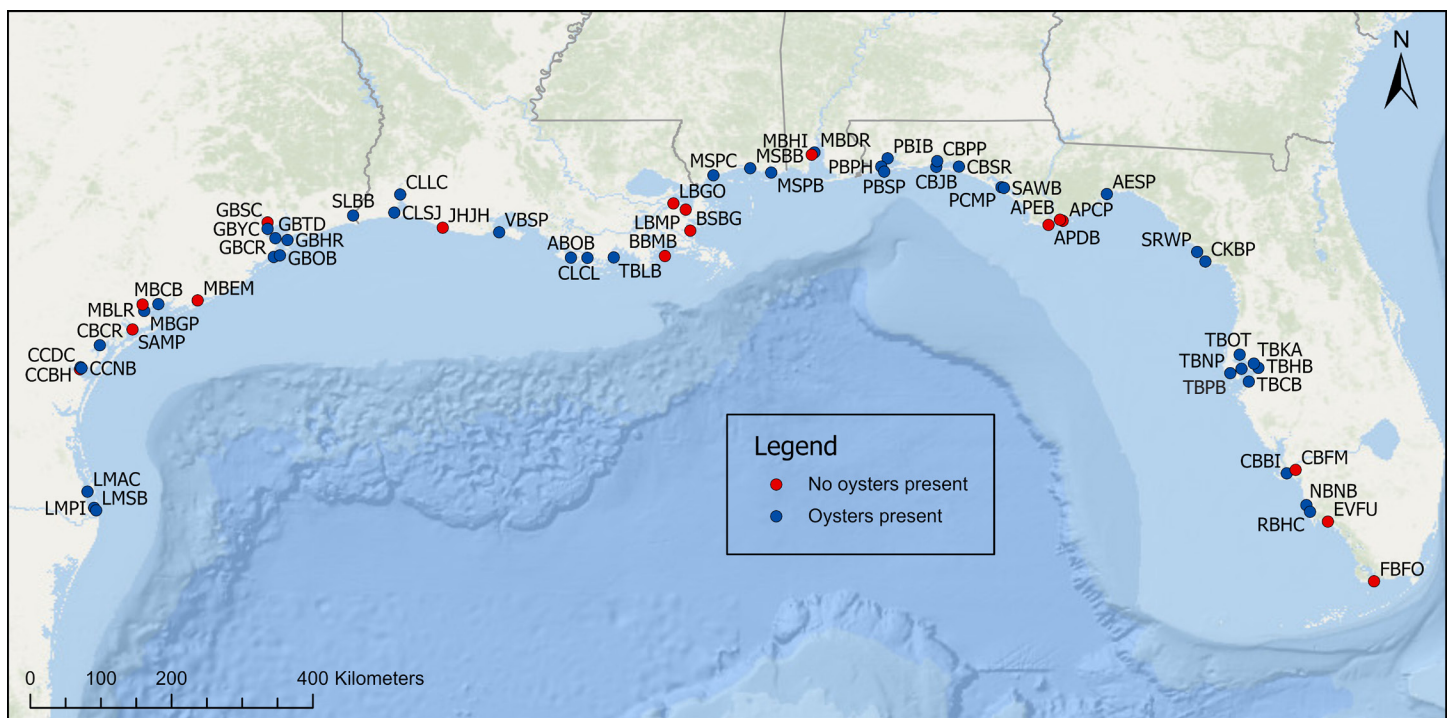 N
MBHI
MBDR
PBIB
CBPP
MSPC
MSBB
PBPH
CBSR
MSPB
PBSP
CBJB
CLLC
LBGO
PCMP
SAWB
AESP
SLBB
APEB
APCP
GBSC
GBTD
CLSJ
JHJH
VBSP
LBMP
BSBG
APDB
GBYC
GBHR
ABOB
BBMB
SRWP
CKBP
GBCR
GBOB
CLCL
TBLB
MBCB
MBEM
MBLR
MBGP
CBCR
SAMP
CCDC
CCNB
CCBH
TBOT
TBKA
TBNP
TBHB
TBPB
TBCB
Legend
No oysters present
Oysters present
CBBI
CBFM
LMAC
LMSB
LMPI
NBNB
EVFU
RBHC
FBFO
0 100 200 400 Kilometers